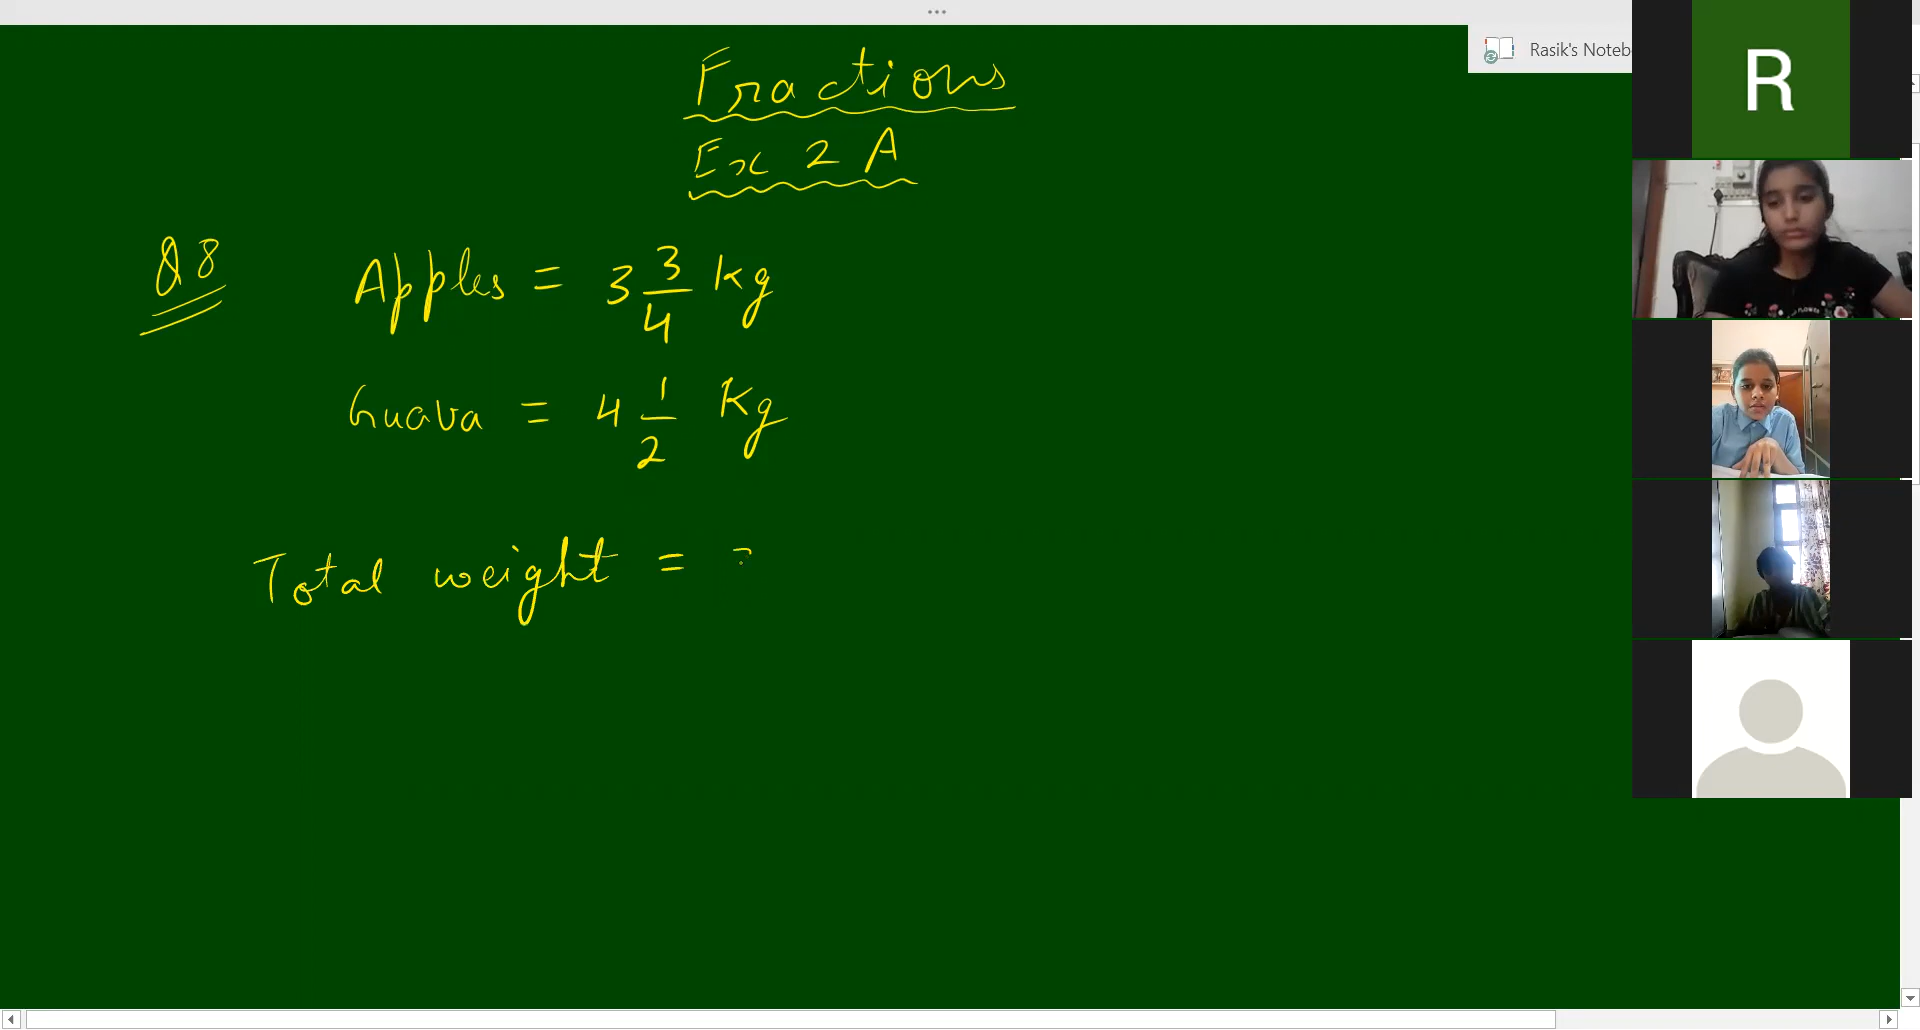 Fractions
Ex 2 A
Rasik's Noteb
R
Q8 Apples = 3 3/4 kg
Guava = 4 1/2 Kg
Total weight = ?